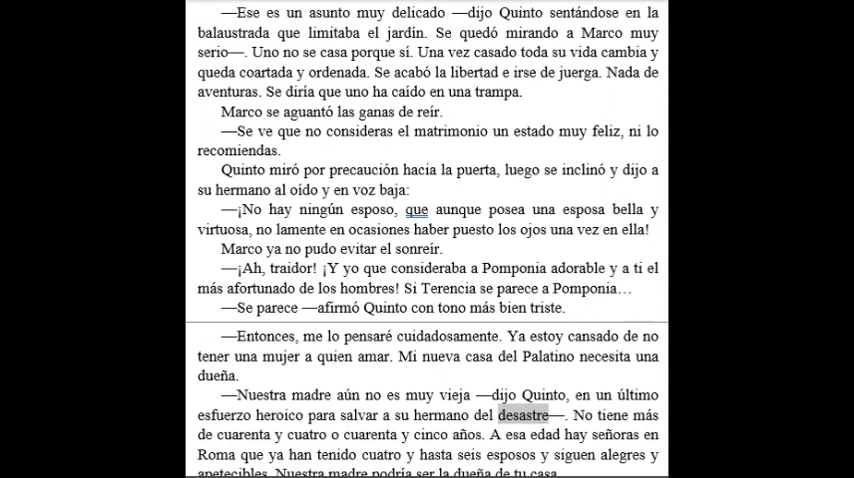 —Ese es un asunto muy delicado —dijo Quinto sentándose en la
balaustrada que limitaba el jardín. Se quedó mirando a Marco muy
serio—. Uno no se casa porque sí. Una vez casado toda su vida cambia y
queda coartada y ordenada. Se acabó la libertad e irse de juerga. Nada de
aventuras. Se diría que uno ha caído en una trampa.
Marco se aguantó las ganas de reír.
—Se ve que no consideras el matrimonio un estado muy feliz, ni lo
recomiendas.
Quinto miró por precaución hacia la puerta, luego se inclinó y dijo a
su hermano al oído y en voz baja:
—¡No hay ningún esposo, que aunque posea una esposa bella y
virtuosa, no lamente en ocasiones haber puesto los ojos una vez en ella!
Marco ya no pudo evitar el sonreír.
—¡Ah, traidor! ¡Y yo que consideraba a Pomponia adorable y a ti el
más afortunado de los hombres! Si Terencia se parece a Pomponia…
—Se parece —afirmó Quinto con tono más bien triste.
—Entonces, me lo pensaré cuidadosamente. Ya estoy cansado de no
tener una mujer a quien amar. Mi nueva casa del Palatino necesita una
dueña.
—Nuestra madre aún no es muy vieja —dijo Quinto, en un último
esfuerzo heroico para salvar a su hermano del desastre—. No tiene más
de cuarenta y cuatro o cuarenta y cinco años. A esa edad hay señoras en
Roma que ya han tenido cuatro y hasta seis esposos y siguen alegres y
apetecibles. Nuestra madre podría ser la dueña de tu casa.